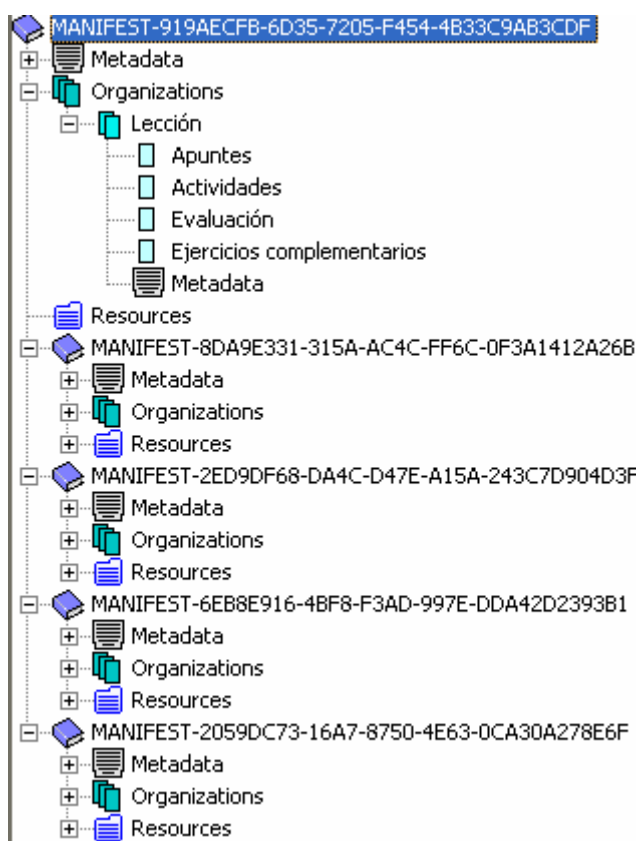 MANIFEST-919AECFB-6D35-7205-F454-4B33C9AB3CDF
Metadata
Organizations
Lección
Apuntes
Actividades
Evaluación
Ejercicios complementarios
Metadata
Resources
MANIFEST-8DA9E331-315A-AC4C-FF6C-0F3A1412A26B
Metadata
Organizations
Resources
MANIFEST-2ED9DF68-DA4C-D47E-A15A-243C7D904D3F
Metadata
Organizations
Resources
MANIFEST-6EB8E916-4BF8-F3AD-997E-DDA42D2393B1
Metadata
Organizations
Resources
MANIFEST-2059DC73-16A7-8750-4E63-0CA30A278E6F
Metadata
Organizations
Resources